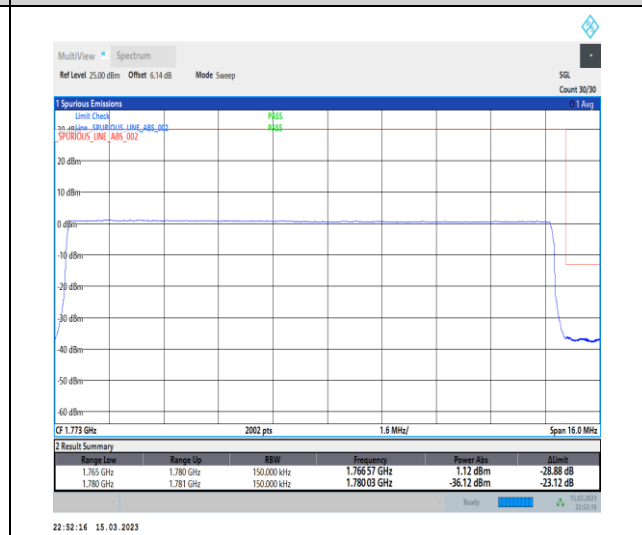 MultiView Spectrum
Ref Level 25.00 dBm Offset 6.14 dB Mode Sweep SGL
Count 30/30
1 Spurious Emissions 1 Avg
Limit Check PASS
Line _SPURIOUS_LINE_ABS_002 PASS
_SPURIOUS_LINE_ABS_002
20 dBm
10 dBm
0 dBm
-10 dBm
-20 dBm
-30 dBm
-40 dBm
-50 dBm
-60 dBm
CF 1.773 GHz 2002 pts 1.6 MHz/ Span 16.0 MHz
2 Result Summary
Range Low Range Up RBW Frequency Power Abs ΔLimit
1.765 GHz 1.780 GHz 150.000 kHz 1.76657 GHz 1.12 dBm -28.88 dB
1.780 GHz 1.781 GHz 150.000 kHz 1.78003 GHz -36.12 dBm -23.12 dB
Ready 15.03.2023
22:52:16
22:52:16 15.03.2023